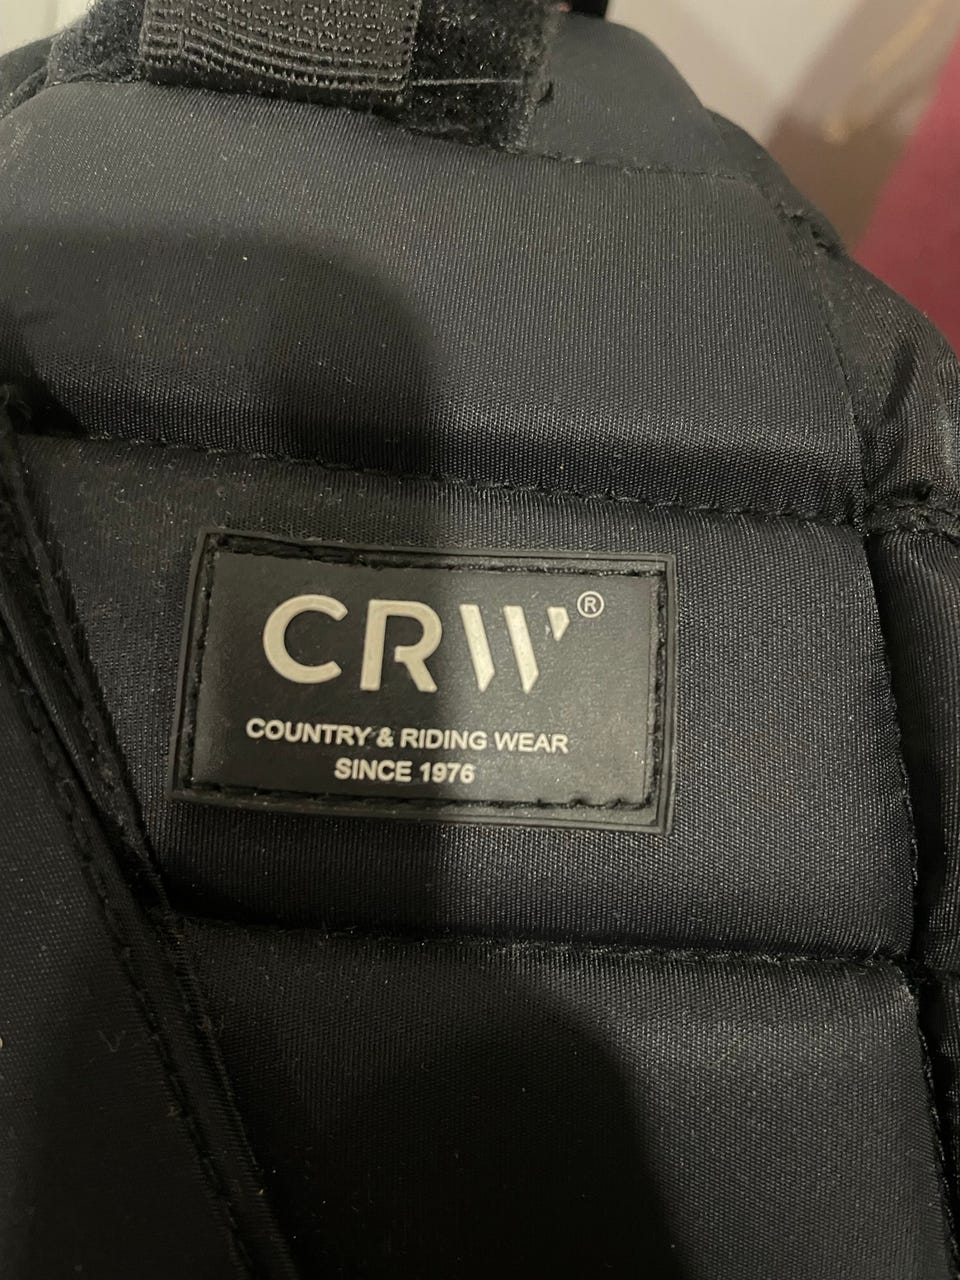 CRW®
COUNTRY & RIDING WEAR
SINCE 1976